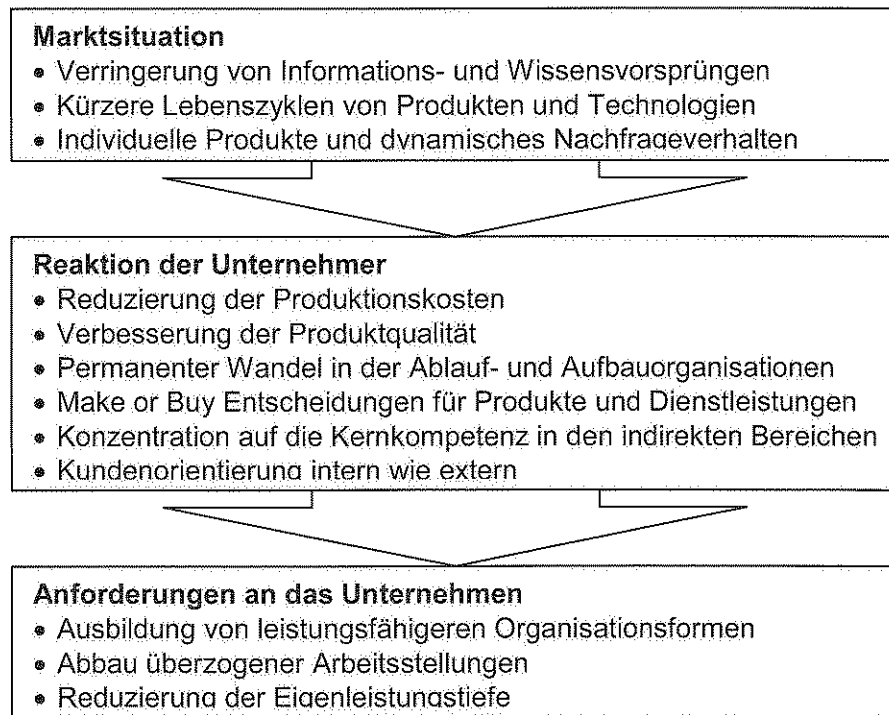 Marktsituation
• Verringerung von Informations- und Wissensvorsprüngen
• Kürzere Lebenszyklen von Produkten und Technologien
• Individuelle Produkte und dynamisches Nachfrageverhalten
Reaktion der Unternehmer
• Reduzierung der Produktionskosten
• Verbesserung der Produktqualität
• Permanenter Wandel in der Ablauf- und Aufbauorganisationen
• Make or Buy Entscheidungen für Produkte und Dienstleistungen
• Konzentration auf die Kernkompetenz in den indirekten Bereichen
• Kundenorientierung intern wie extern
Anforderungen an das Unternehmen
• Ausbildung von leistungsfähigeren Organisationsformen
• Abbau überzogener Arbeitsstellungen
• Reduzierung der Eigenleistungstiefe